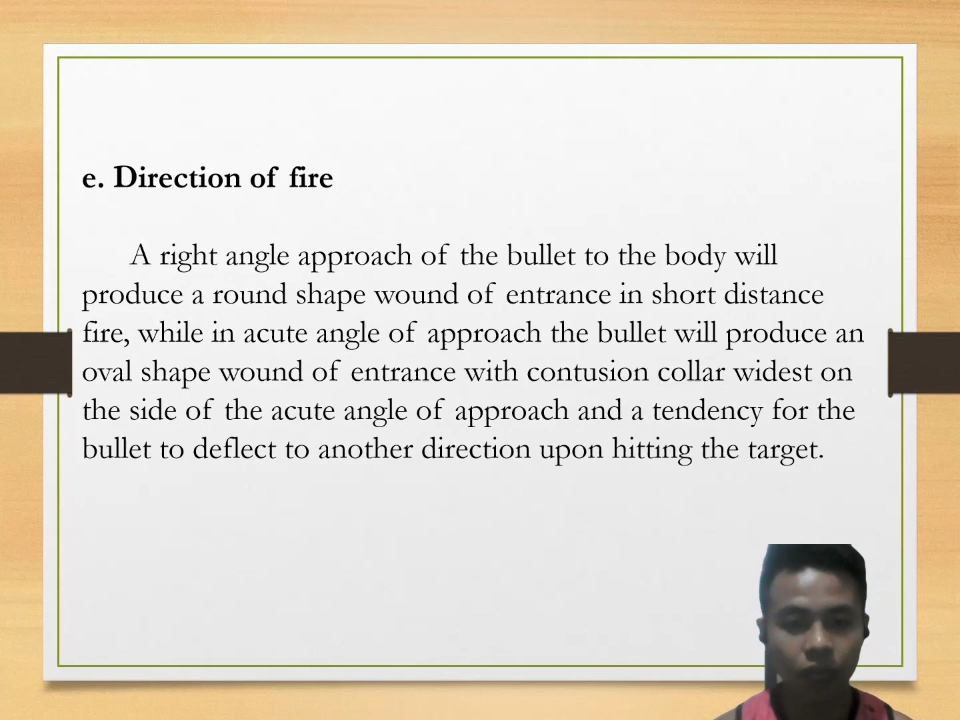 e. Direction of fire
A right angle approach of the bullet to the body will
produce a round shape wound of entrance in short distance
fire, while in acute angle of approach the bullet will produce an
oval shape wound of entrance with contusion collar widest on
the side of the acute angle of approach and a tendency for the
bullet to deflect to another direction upon hitting the target.